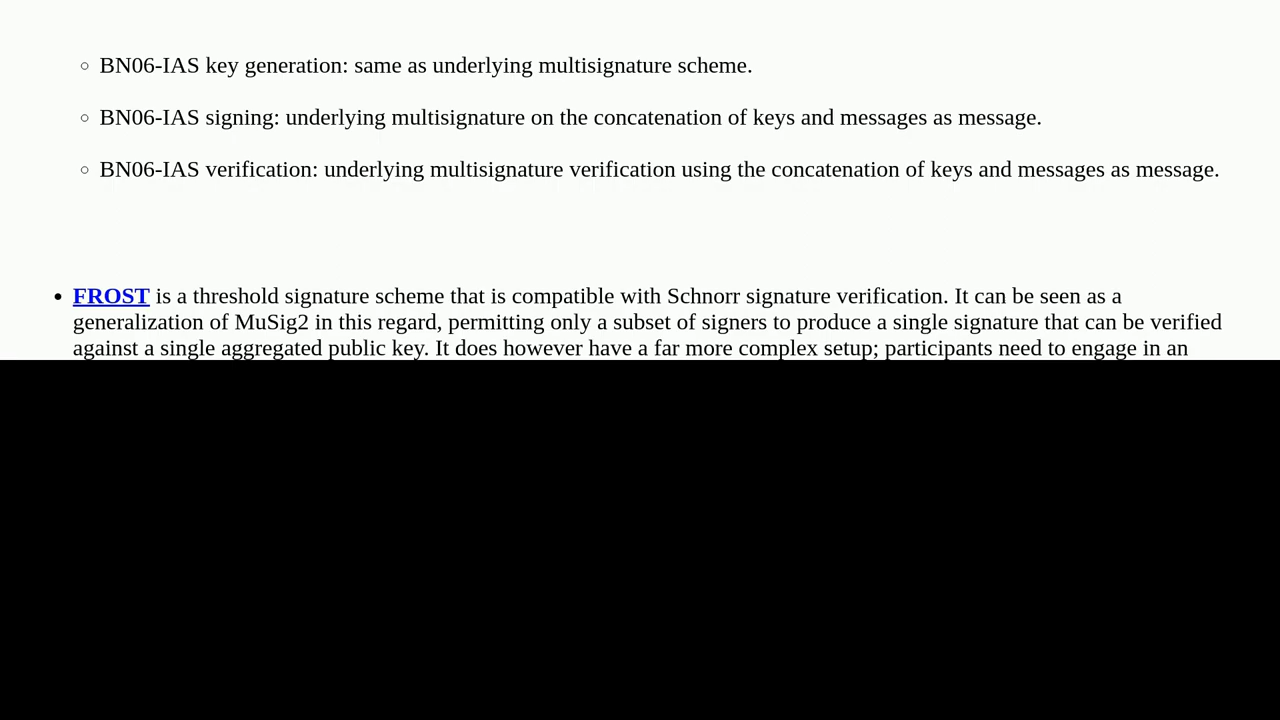 BN06-IAS key generation: same as underlying multisignature scheme.
BN06-IAS signing: underlying multisignature on the concatenation of keys and messages as message.
BN06-IAS verification: underlying multisignature verification using the concatenation of keys and messages as message.
FROST is a threshold signature scheme that is compatible with Schnorr signature verification. It can be seen as a
generalization of MuSig2 in this regard, permitting only a subset of signers to produce a single signature that can be verified
against a single aggregated public key. It does however have a far more complex setup; participants need to engage in an